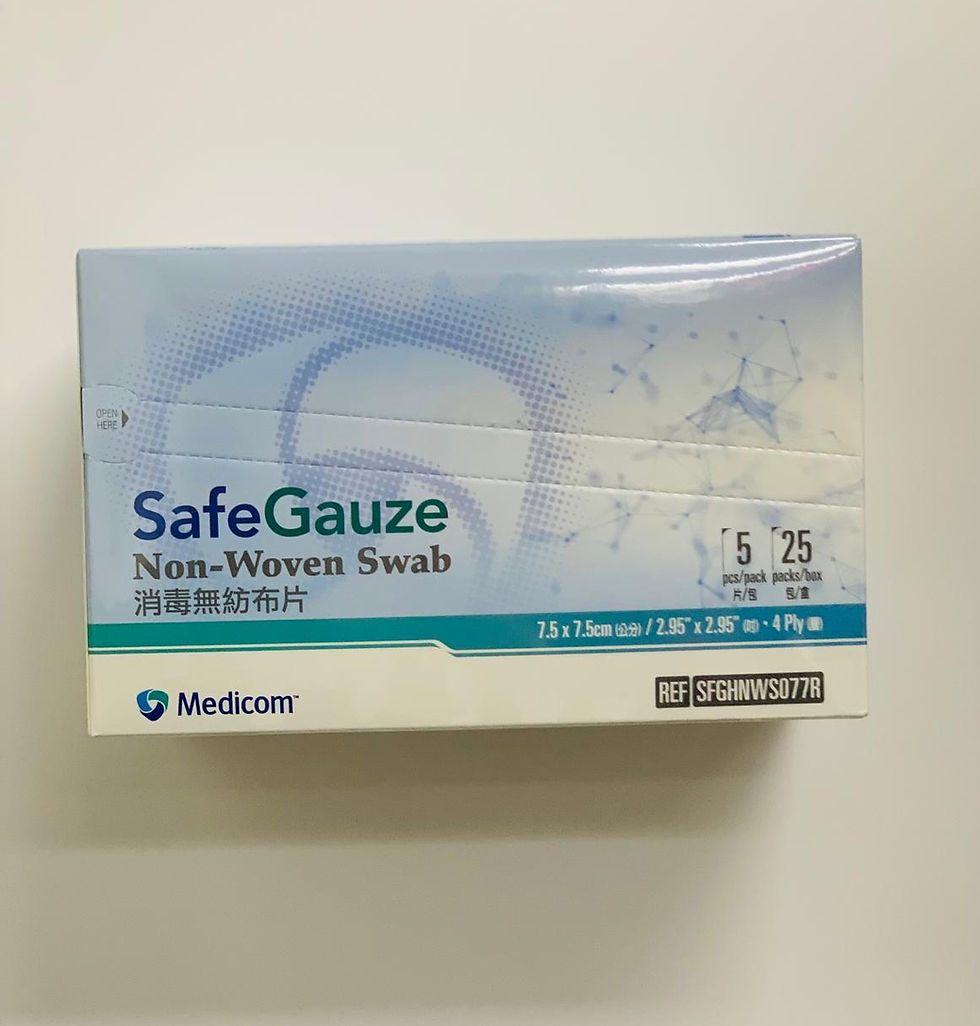 OPEN
HERE
SafeGauze
Non-Woven Swab
消毒無紡布片
5 25
pcs/pack packs/box
片/包 包/盒
7.5 x 7.5cm (公分) / 2.95" x 2.95" (吋) · 4 Ply (層)
Medicom™
REF SFGHNWS077R